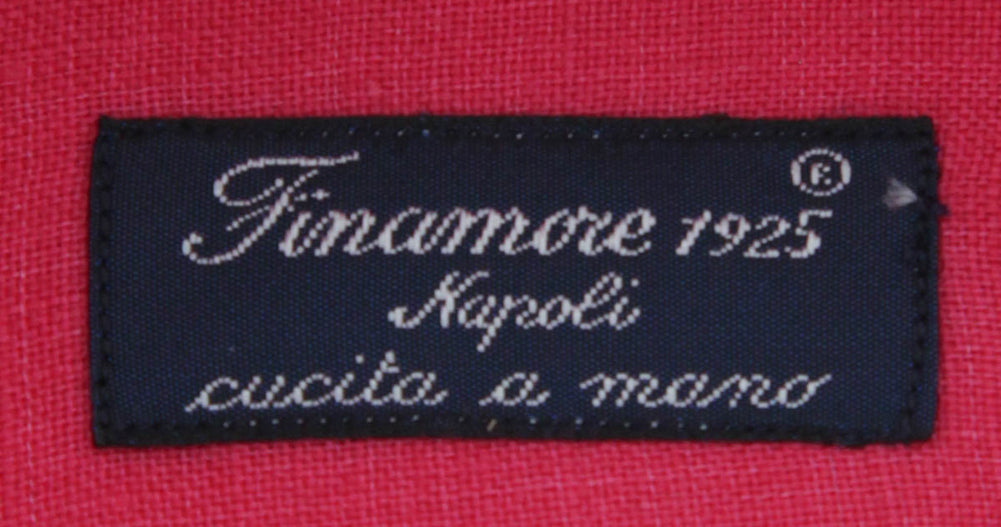 Finamore 1925®
Napoli
cucita a mano